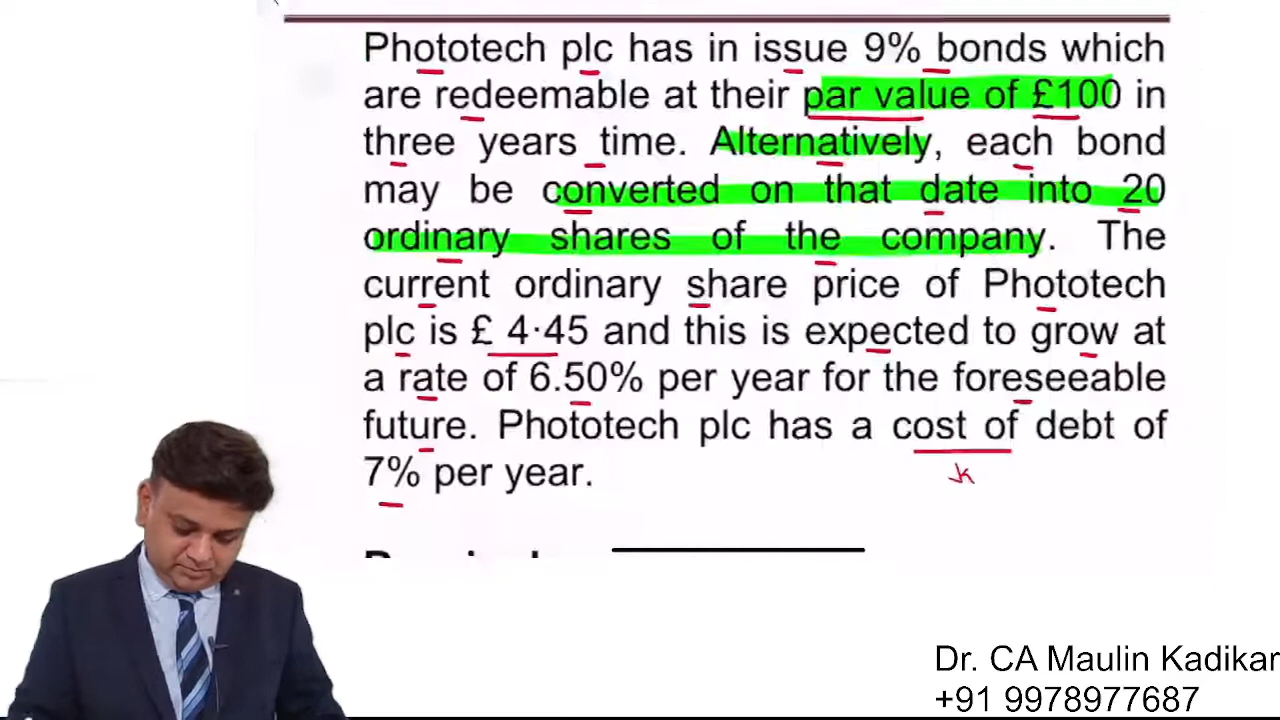 Phototech plc has in issue 9% bonds which
are redeemable at their par value of £100 in
three years time. Alternatively, each bond
may be converted on that date into 20
ordinary shares of the company. The
current ordinary share price of Phototech
plc is £ 4·45 and this is expected to grow at
a rate of 6.50% per year for the foreseeable
future. Phototech plc has a cost of debt of
7% per year.
Dr. CA Maulin Kadikar
+91 9978977687